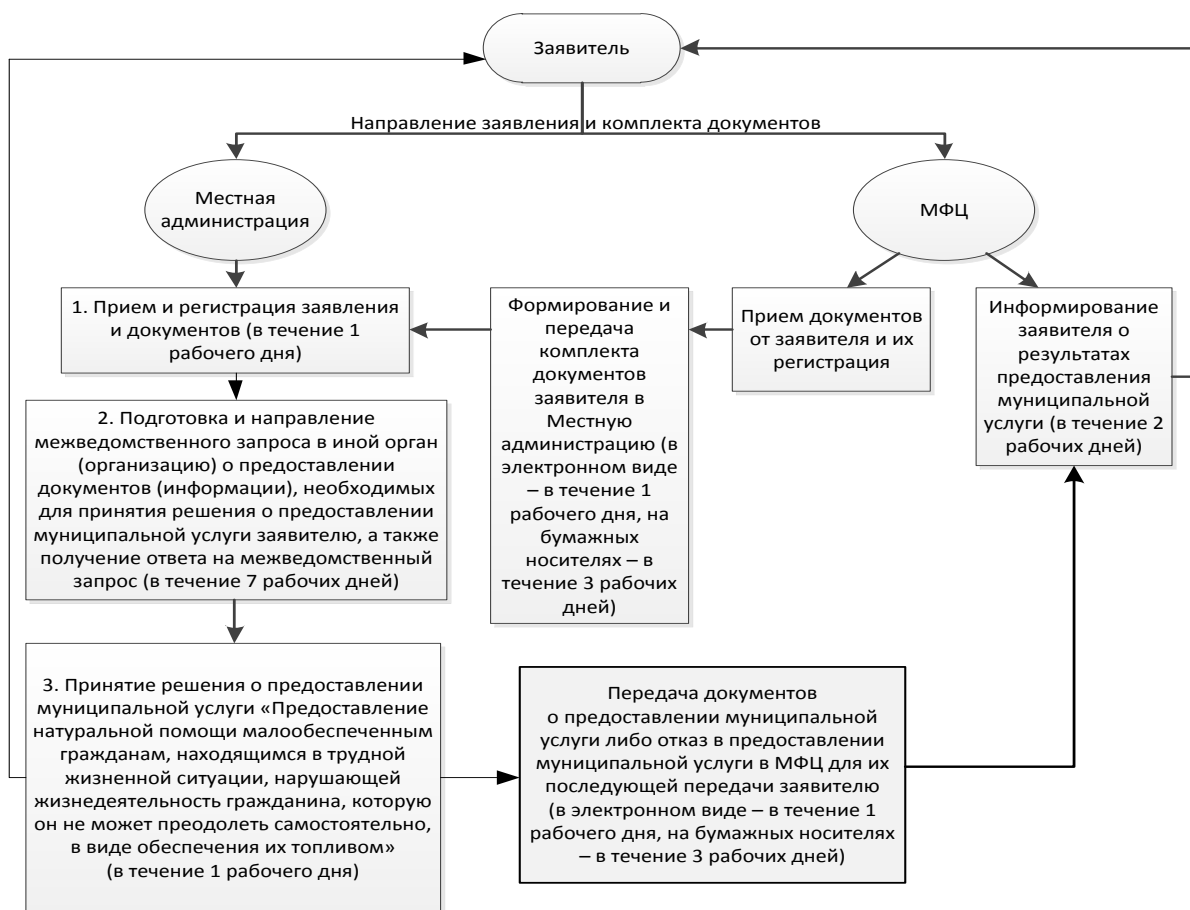 Заявитель
Направление заявления и комплекта документов
Местная
администрация
МФЦ
1. Прием и регистрация заявления
и документов (в течение 1
рабочего дня)
Формирование и
передача
комплекта
документов
заявителя в
Местную
администрацию (в
электронном виде
– в течение 1
рабочего дня, на
бумажных
носителях – в
течение 3 рабочих
дней)
Прием документов
от заявителя и их
регистрация
Информирование
заявителя о
результатах
предоставления
муниципальной
услуги (в течение 2
рабочих дней)
2. Подготовка и направление
межведомственного запроса в иной орган
(организацию) о предоставлении
документов (информации), необходимых
для принятия решения о предоставлении
муниципальной услуги заявителю, а также
получение ответа на межведомственный
запрос (в течение 7 рабочих дней)
3. Принятие решения о предоставлении
муниципальной услуги «Предоставление
натуральной помощи малообеспеченным
гражданам, находящимся в трудной
жизненной ситуации, нарушающей
жизнедеятельность гражданина, которую
он не может преодолеть самостоятельно,
в виде обеспечения их топливом»
(в течение 1 рабочего дня)
Передача документов
о предоставлении муниципальной
услуги либо отказ в предоставлении
муниципальной услуги в МФЦ для их
последующей передачи заявителю
(в электронном виде – в течение 1
рабочего дня, на бумажных носителях
– в течение 3 рабочих дней)